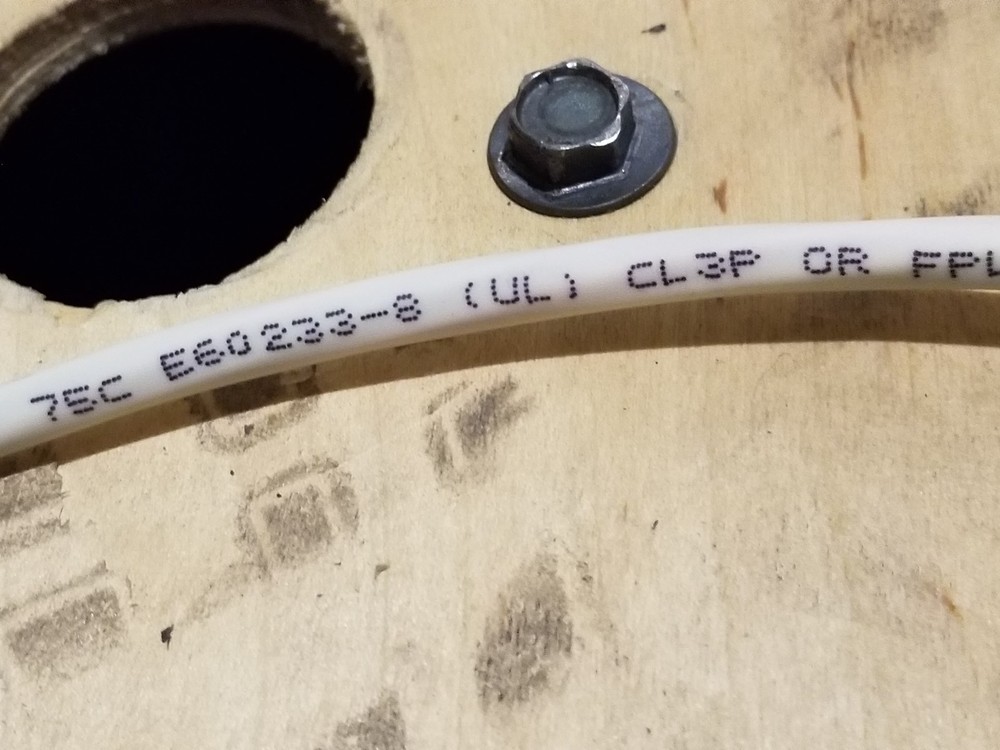 75C E60233-8 (UL) CL3P OR FPL